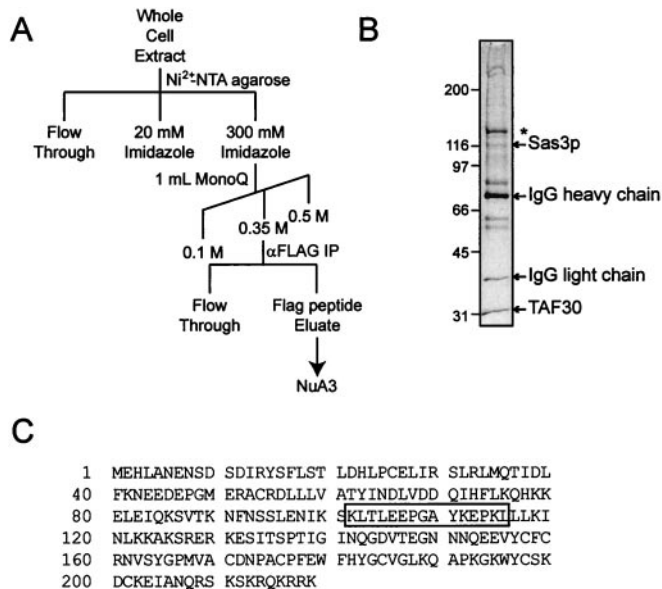 A
Whole
Cell
Extract
Ni2+-NTA agarose
Flow
Through
20 mM
Imidazole
300 mM
Imidazole
1 mL MonoQ
0.1 M
0.35 M
0.5 M
αFLAG IP
Flow
Through
Flag peptide
Eluate
NuA3
B
200
116
97
66
45
31
*
Sas3p
IgG heavy chain
IgG light chain
TAF30
C
1 MEHLANENSD SDIRYSFLST LDHLPCELIR SLRLMQTIDL
40 FKNEEDEPGM ERACRDLLLV ATYINDLVDD QIHFLKQHKK
80 ELEIQKSVTK NFNSSLENIK SKLTLEEPGA YKEPKLLLKI
120 NLKKAKSRER KESITSPTIG INQGDVTEGN NNQEEVYCFC
160 RNVSYGPMVA CDNPACPFEW FHYGCVGLKQ APKGKWYCSK
200 DCKEIANQRS KSKRQKRRK